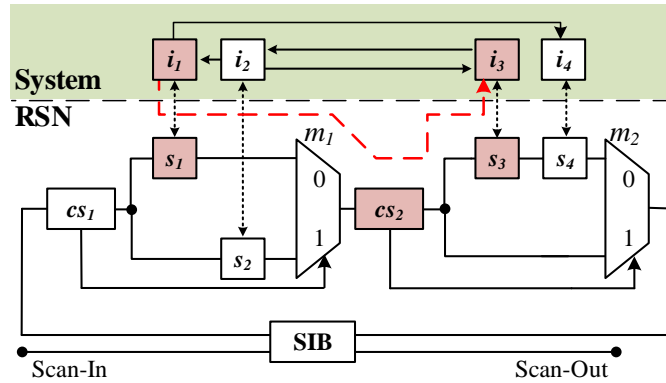 i1 i2 i3 i4
System
RSN
m1 m2
s1 s3 s4
0 0
cs1 cs2
1 1
s2
SIB
Scan-In Scan-Out